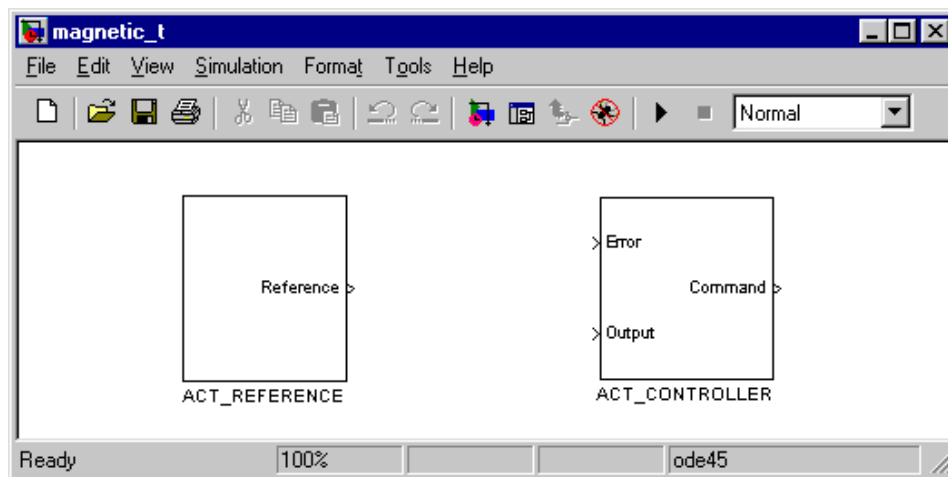 magnetic_t
File Edit View Simulation Format Tools Help
Normal
Reference
ACT_REFERENCE
Error
Command
Output
ACT_CONTROLLER
Ready 100% ode45